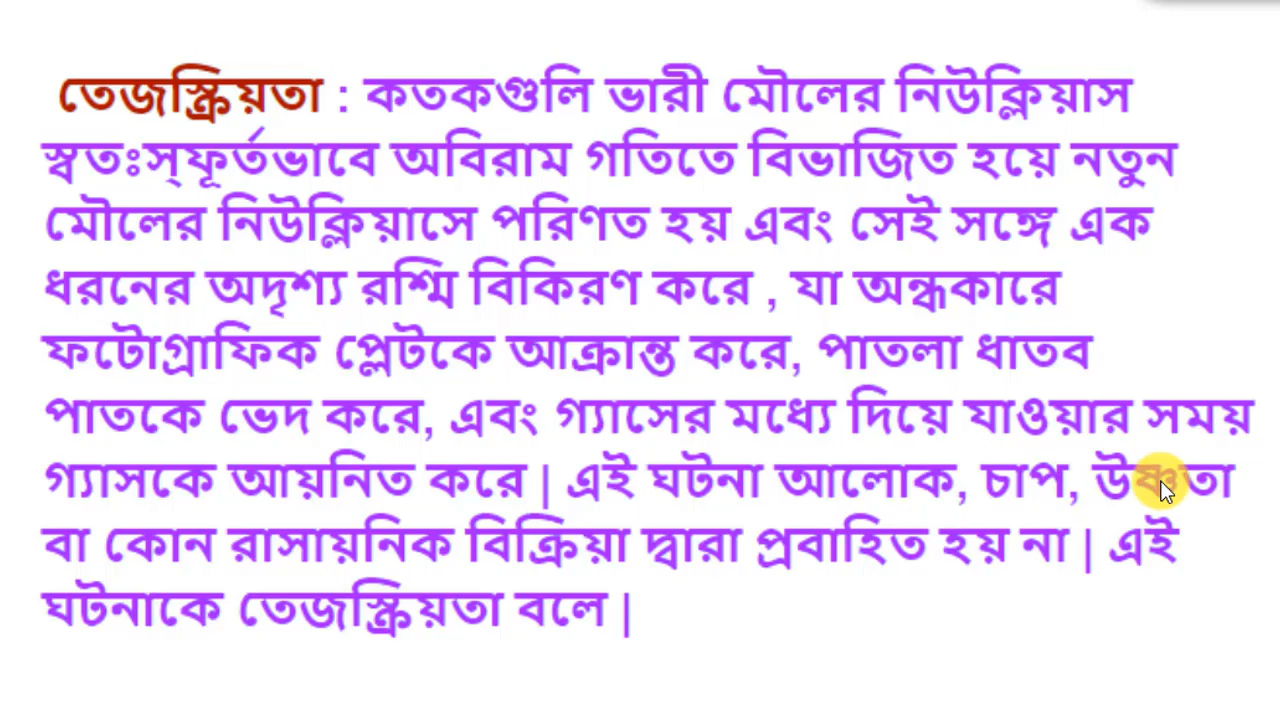 তেজস্ক্রিয়তা : কতকগুলি ভারী মৌলের নিউক্লিয়াস
স্বতঃস্ফূর্তভাবে অবিরাম গতিতে বিভাজিত হয়ে নতুন
মৌলের নিউক্লিয়াসে পরিণত হয় এবং সেই সঙ্গে এক
ধরনের অদৃশ্য রশ্মি বিকিরণ করে , যা অন্ধকারে
ফটোগ্রাফিক প্লেটকে আক্রান্ত করে, পাতলা ধাতব
পাতকে ভেদ করে, এবং গ্যাসের মধ্যে দিয়ে যাওয়ার সময়
গ্যাসকে আয়নিত করে | এই ঘটনা আলোক, চাপ, উষ্ণতা
বা কোন রাসায়নিক বিক্রিয়া দ্বারা প্রবাহিত হয় না | এই
ঘটনাকে তেজস্ক্রিয়তা বলে |